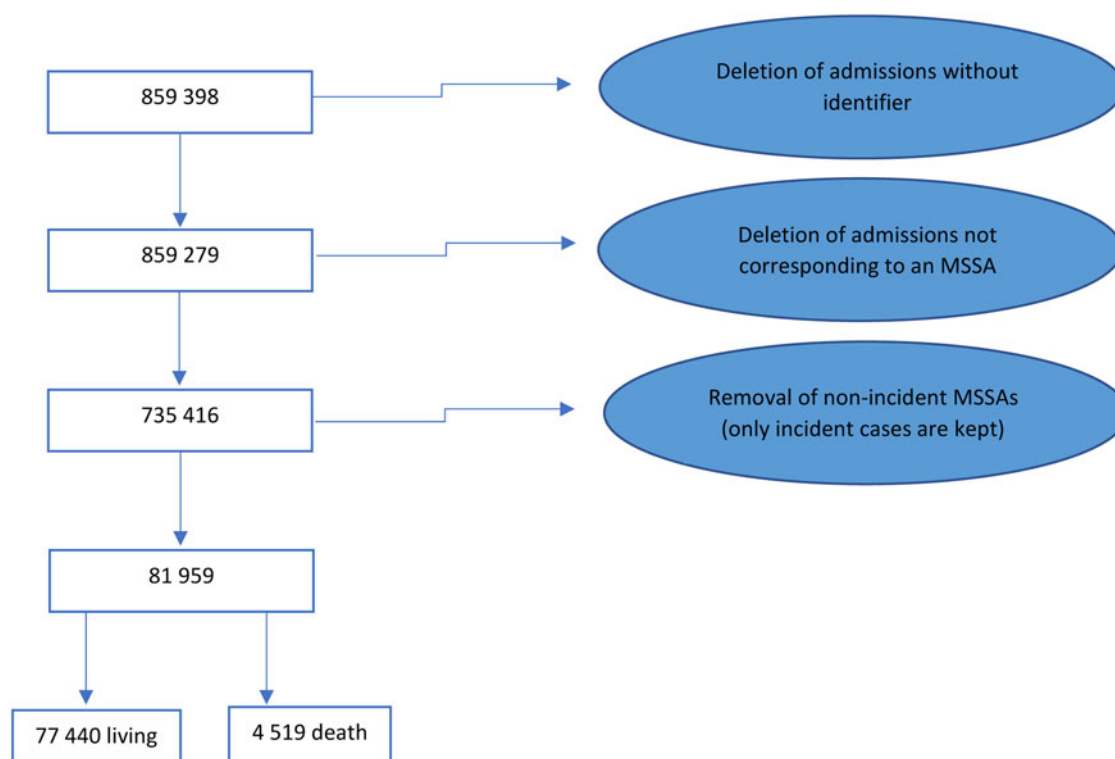 859 398
Deletion of admissions without
identifier
859 279
Deletion of admissions not
corresponding to an MSSA
735 416
Removal of non-incident MSSAs
(only incident cases are kept)
81 959
77 440 living
4 519 death